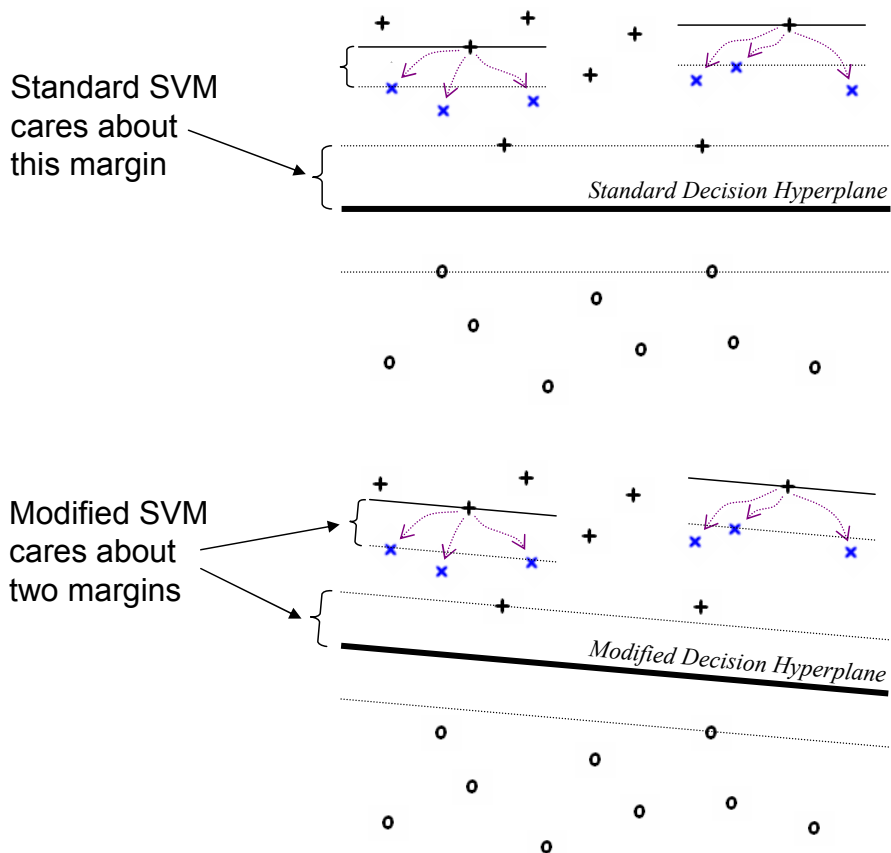 Standard SVM
cares about
this margin
Standard Decision Hyperplane
Modified SVM
cares about
two margins
Modified Decision Hyperplane